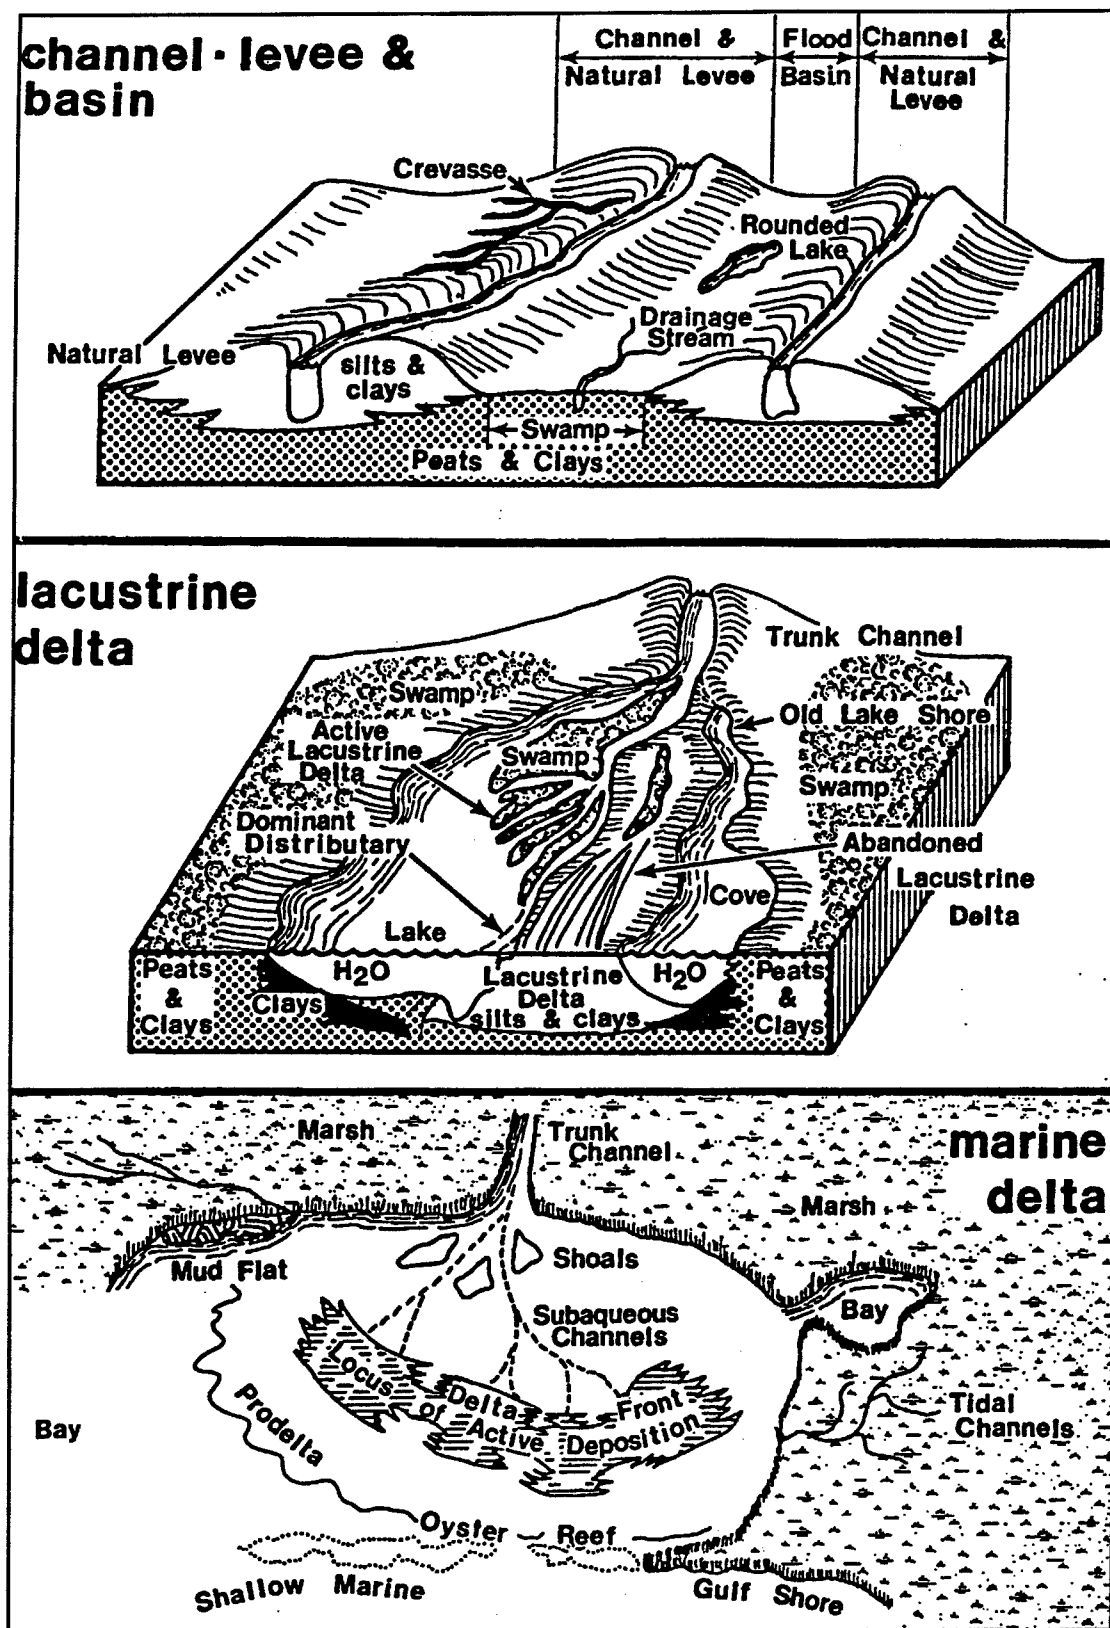 channel - levee &
basin
Channel &
Natural Levee
Flood
Basin
Channel &
Natural
Levee
Crevasse
Rounded
Lake
Drainage
Stream
Natural Levee
silts &
clays
Swamp
Peats & Clays
lacustrine
delta
Trunk Channel
Swamp
Old Lake Shore
Active
Lacustrine
Delta
Swamp
Swamp
Dominant
Distributary
Abandoned
Lacustrine
Delta
Cove
Lake
Peats
&
Clays
H2O
Clays
Lacustrine
Delta
silts & clays
H2O
Peats
&
Clays
marine
delta
Marsh
Trunk
Channel
Marsh
Mud Flat
Shoals
Bay
Subaqueous
Channels
Locus
of
Active
Deposition
Delta
Front
Prodelta
Bay
Tidal
Channels
Oyster Reef
Shallow Marine
Gulf Shore